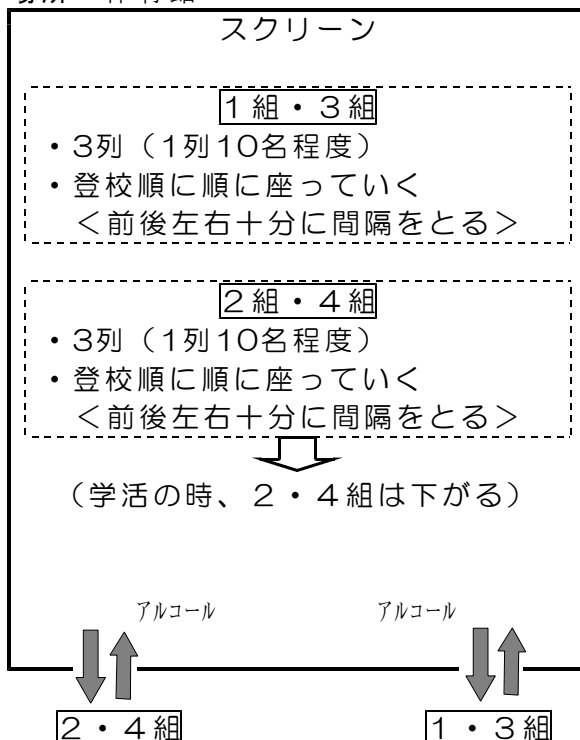 スクリーン
１組・３組
・３列（１列１０名程度）
・登校順に順に座っていく
＜前後左右十分に間隔をとる＞
２組・４組
・３列（１列１０名程度）
・登校順に順に座っていく
＜前後左右十分に間隔をとる＞
（学活の時、２・４組は下がる）
アルコール　アルコール
２・４組　１・３組